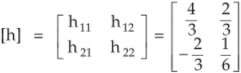 [h] = [ h₁₁ h₁₂ ] = [ 4/3 2/3 ]
[ h₂₁ h₂₂ ] [ -2/3 1/6 ]